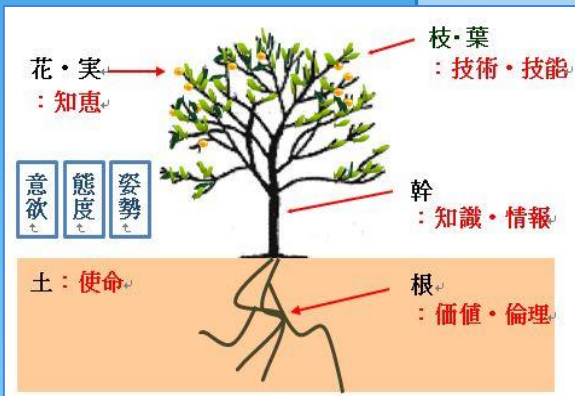 花・実
：知恵
枝・葉
：技術・技能
意欲
態度
姿勢
幹
：知識・情報
土：使命
根
：価値・倫理